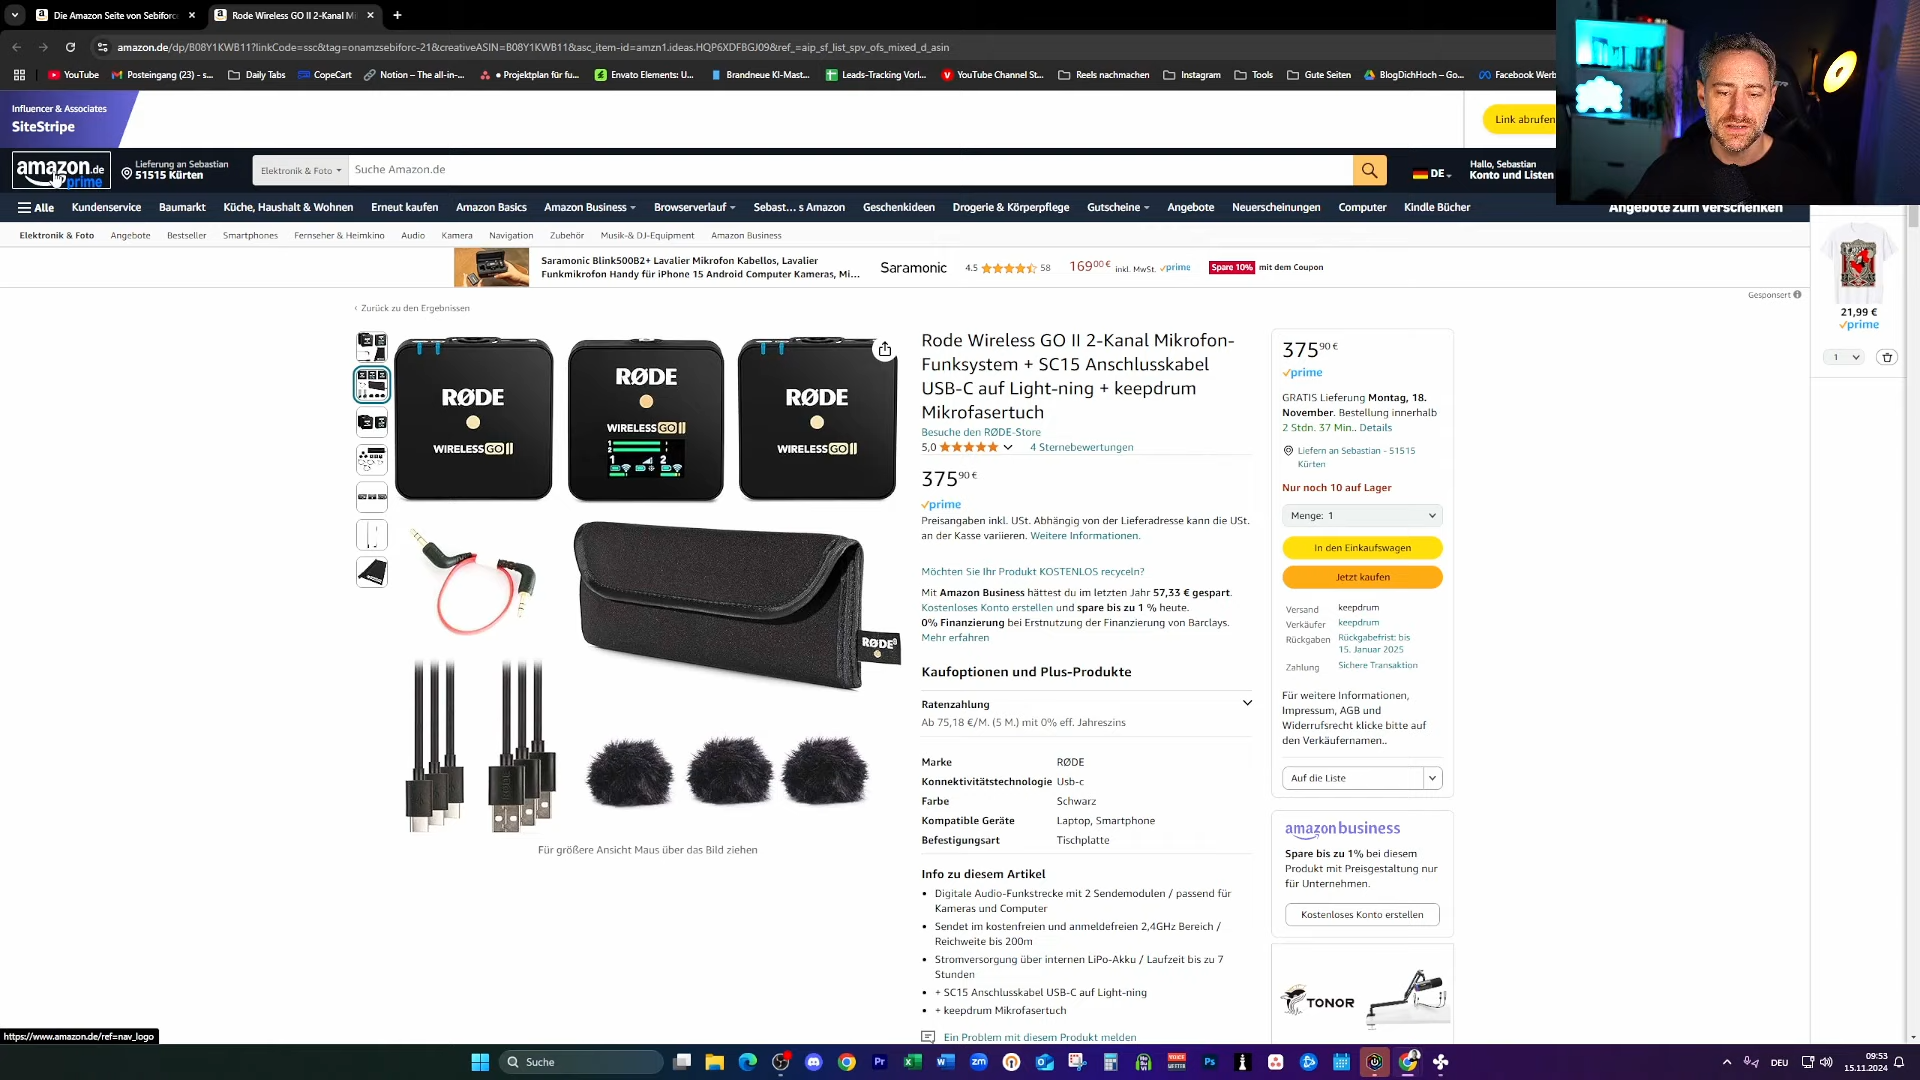 Die Amazon Seite von Sebiforc
Rode Wireless GO II 2-Kanal Mi
amazon.de/dp/B08Y1KWB11?linkCode=ssc&tag=onamzsebiforc-21&creativeASIN=B08Y1KWB11&asc_item-id=amzn1.ideas.HQP6XDFBGJ09&ref_=aip_sf_list_spv_ofs_mixed_d_asin
YouTube
Posteingang (23) - s...
Daily Tabs
CopeCart
Notion – The all-in-...
• Projektplan für fu...
Envato Elements: U...
Brandneue KI-Mast...
Leads-Tracking Vorl...
YouTube Channel St...
Reels nachmachen
Instagram
Tools
Gute Seiten
BlogDichHoch – Go...
Facebook Werb
Influencer & Associates
SiteStripe
Link abrufen
amazon.de
prime
Lieferung an Sebastian
51515 Kürten
Elektronik & Foto
Suche Amazon.de
DE
Hallo, Sebastian
Konto und Listen
Alle
Kundenservice
Baumarkt
Küche, Haushalt & Wohnen
Erneut kaufen
Amazon Basics
Amazon Business
Browserverlauf
Sebast... s Amazon
Geschenkideen
Drogerie & Körperpflege
Gutscheine
Angebote
Neuerscheinungen
Computer
Kindle Bücher
Angebote zum Verschenken
Elektronik & Foto
Angebote
Bestseller
Smartphones
Fernseher & Heimkino
Audio
Kamera
Navigation
Zubehör
Musik-& DJ-Equipment
Amazon Business
Saramonic Blink500B2+ Lavalier Mikrofon Kabellos, Lavalier
Funkmikrofon Handy für iPhone 15 Android Computer Kameras, Mi...
Saramonic
4.5
58
169,00 €
inkl. MwSt.
prime
Spare 10%
mit dem Coupon
Gesponsert
‹ Zurück zu den Ergebnissen
21,99 €
prime
1
RØDE
WIRELESS GO II
RØDE
WIRELESS GO II
1
2
1
2
RØDE
WIRELESS GO II
RØDE
Für größere Ansicht Maus über das Bild ziehen
Rode Wireless GO II 2-Kanal Mikrofon-
Funksystem + SC15 Anschlusskabel
USB-C auf Light-ning + keepdrum
Mikrofasertuch
Besuche den RØDE-Store
5,0
4 Sternebewertungen
375 90 €
prime
Preisangaben inkl. USt. Abhängig von der Lieferadresse kann die USt.
an der Kasse variieren. Weitere Informationen.
Möchten Sie Ihr Produkt KOSTENLOS recyceln?
Mit Amazon Business hättest du im letzten Jahr 57,33 € gespart.
Kostenloses Konto erstellen und spare bis zu 1 % heute.
0% Finanzierung bei Erstnutzung der Finanzierung von Barclays.
Mehr erfahren
Kaufoptionen und Plus-Produkte
Ratenzahlung
Ab 75,18 €/M. (5 M.) mit 0% eff. Jahreszins
Marke RØDE
Konnektivitätstechnologie Usb-c
Farbe Schwarz
Kompatible Geräte Laptop, Smartphone
Befestigungsart Tischplatte
Info zu diesem Artikel
• Digitale Audio-Funkstrecke mit 2 Sendemodulen / passend für
Kameras und Computer
• Sendet im kostenfreien und anmeldefreien 2,4GHz Bereich /
Reichweite bis 200m
• Stromversorgung über internen LiPo-Akku / Laufzeit bis zu 7
Stunden
• + SC15 Anschlusskabel USB-C auf Light-ning
• + keepdrum Mikrofasertuch
Ein Problem mit diesem Produkt melden
375 90 €
prime
GRATIS Lieferung Montag, 18.
November. Bestellung innerhalb
2 Stdn. 37 Min.. Details
Liefern an Sebastian - 51515
Kürten
Nur noch 10 auf Lager
Menge: 1
In den Einkaufswagen
Jetzt kaufen
Versand keepdrum
Verkäufer keepdrum
Rückgaben Rückgabefrist: bis
15. Januar 2025
Zahlung Sichere Transaktion
Für weitere Informationen,
Impressum, AGB und
Widerrufsrecht klicke bitte auf
den Verkäufernamen..
Auf die Liste
amazon business
Spare bis zu 1% bei diesem
Produkt mit Preisgestaltung nur
für Unternehmen.
Kostenloses Konto erstellen
TONOR
https://www.amazon.de/ref=nav_logo
Suche
DEU
09:53
15.11.2024